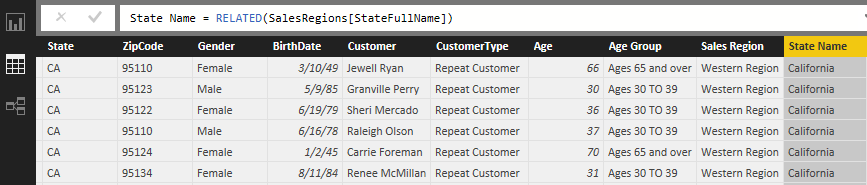 State Name = RELATED(SalesRegions[StateFullName])
State ZipCode Gender BirthDate Customer CustomerType Age Age Group Sales Region State Name
CA 95110 Female 3/10/49 Jewell Ryan Repeat Customer 66 Ages 65 and over Western Region California
CA 95123 Male 5/9/85 Granville Perry Repeat Customer 30 Ages 30 TO 39 Western Region California
CA 95122 Female 6/19/79 Sheri Mercado Repeat Customer 36 Ages 30 TO 39 Western Region California
CA 95110 Male 6/16/78 Raleigh Olson Repeat Customer 37 Ages 30 TO 39 Western Region California
CA 95124 Female 1/2/45 Carrie Foreman Repeat Customer 70 Ages 65 and over Western Region California
CA 95134 Female 8/11/84 Renee McMillan Repeat Customer 31 Ages 30 TO 39 Western Region California